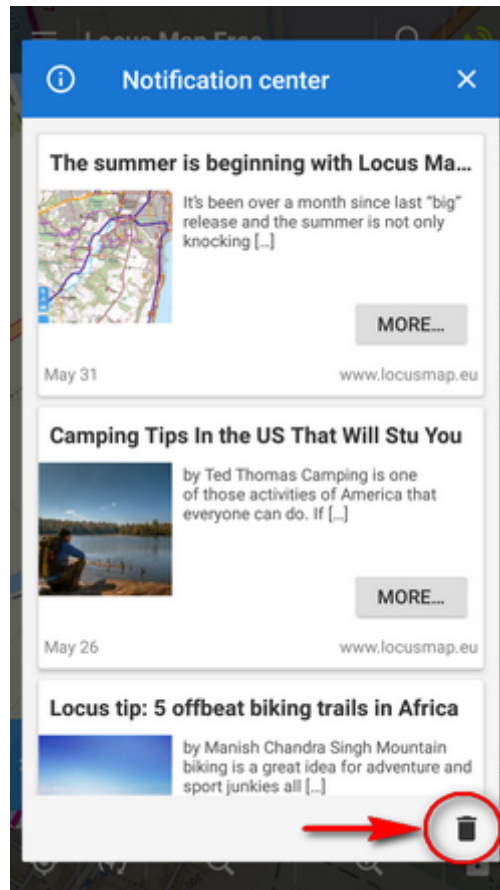 Locus Map Free
Notification center
The summer is beginning with Locus Ma...
It's been over a month since last "big"
release and the summer is not only
knocking [...]
MORE...
May 31
www.locusmap.eu
Camping Tips In the US That Will Stu You
by Ted Thomas Camping is one
of those activities of America that
everyone can do. If [...]
MORE...
May 26
www.locusmap.eu
Locus tip: 5 offbeat biking trails in Africa
by Manish Chandra Singh Mountain
biking is a great idea for adventure and
sport junkies all [...]